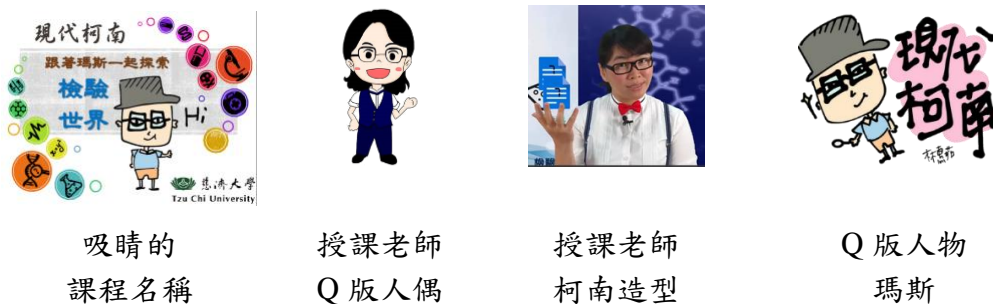 現代柯南
跟著瑪斯一起探索
檢驗
世界
Hi
慈濟大學
Tzu Chi University
現代
柯南
吸睛的
課程名稱
授課老師
Q 版人偶
授課老師
柯南造型
Q 版人物
瑪斯